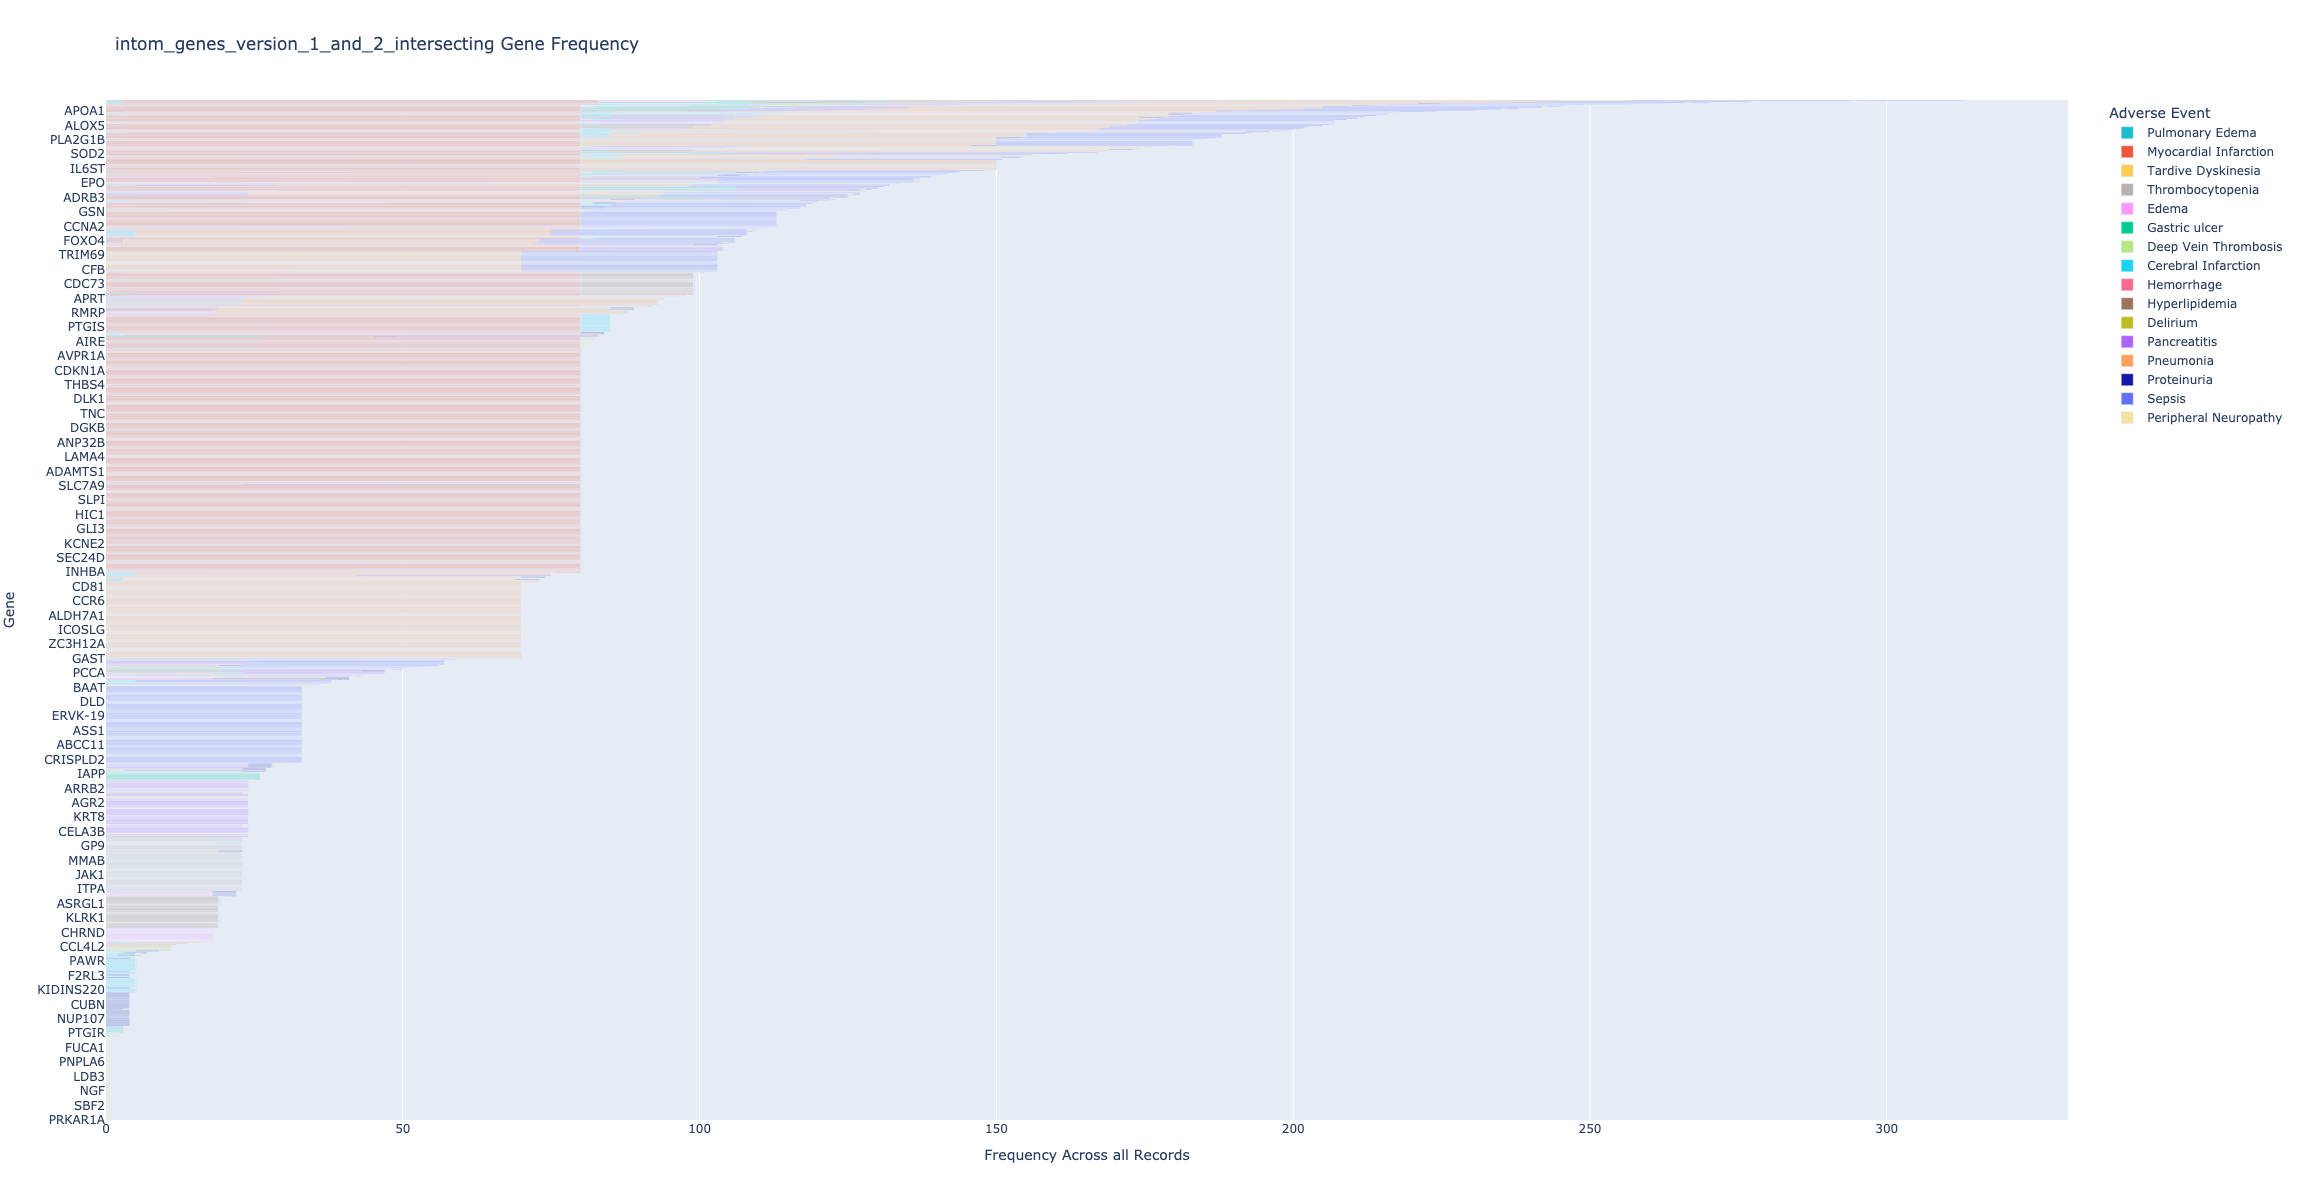 intom_genes_version_1_and_2_intersecting Gene Frequency
Adverse Event
Pulmonary Edema
Myocardial Infarction
Tardive Dyskinesia
Thrombocytopenia
Edema
Gastric ulcer
Deep Vein Thrombosis
Cerebral Infarction
Hemorrhage
Hyperlipidemia
Delirium
Pancreatitis
Pneumonia
Proteinuria
Sepsis
Peripheral Neuropathy
Gene
APOA1
ALOX5
PLA2G1B
SOD2
IL6ST
EPO
ADRB3
GSN
CCNA2
FOXO4
TRIM69
CFB
CDC73
APRT
RMRP
PTGIS
AIRE
AVPR1A
CDKN1A
THBS4
DLK1
TNC
DGKB
ANP32B
LAMA4
ADAMTS1
SLC7A9
SLPI
HIC1
GLI3
KCNE2
SEC24D
INHBA
CD81
CCR6
ALDH7A1
ICOSLG
ZC3H12A
GAST
PCCA
BAAT
DLD
ERVK-19
ASS1
ABCC11
CRISPLD2
IAPP
ARRB2
AGR2
KRT8
CELA3B
GP9
MMAB
JAK1
ITPA
ASRGL1
KLRK1
CHRND
CCL4L2
PAWR
F2RL3
KIDINS220
CUBN
NUP107
PTGIR
FUCA1
PNPLA6
LDB3
NGF
SBF2
PRKAR1A
0 50 100 150 200 250 300
Frequency Across all Records